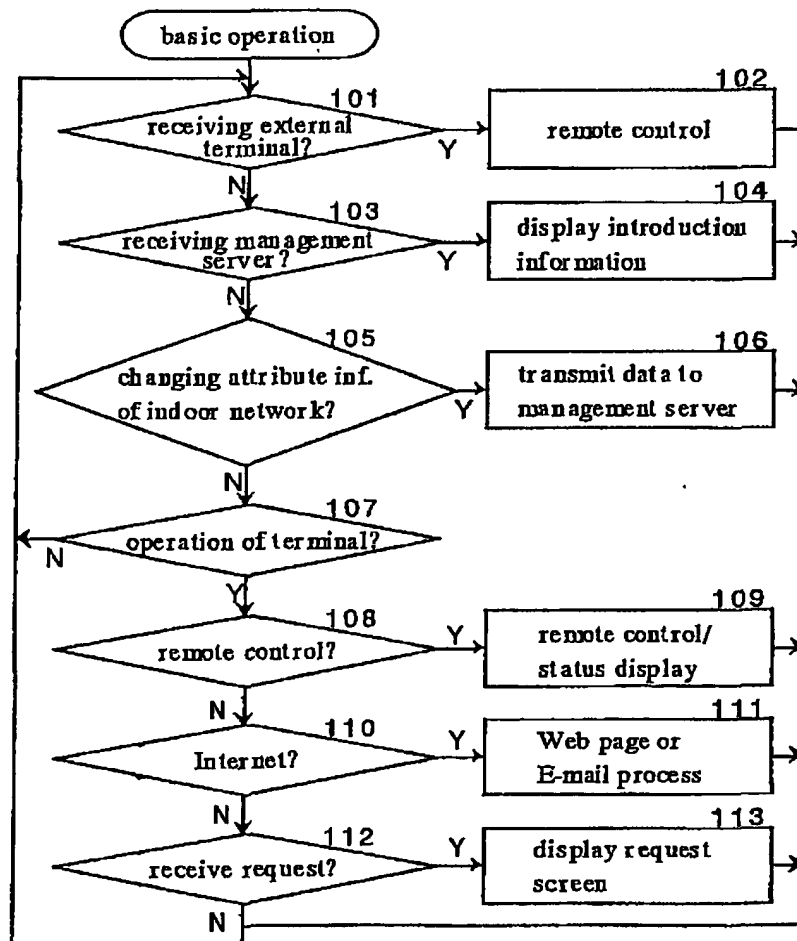 basic operation
101
102
receiving external
terminal?
Y
remote control
N
103
104
receiving management
server?
Y
display introduction
information
N
105
106
changing attribute inf.
of indoor network?
Y
transmit data to
management server
N
107
operation of terminal?
N
Y
108
109
remote control?
Y
remote control/
status display
N
110
111
Internet?
Y
Web page or
E-mail process
N
112
113
receive request?
Y
display request
screen
N